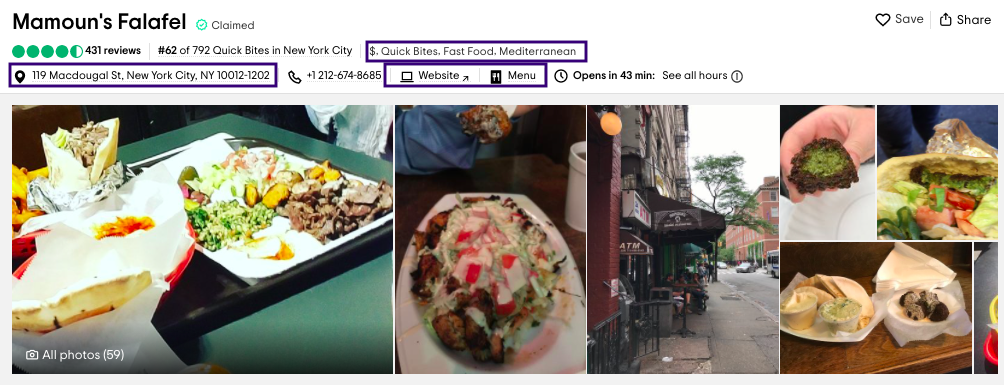 Mamoun's Falafel Claimed Save Share
431 reviews #62 of 792 Quick Bites in New York City $, Quick Bites, Fast Food, Mediterranean
119 Macdougal St, New York City, NY 10012-1202 +1 212-674-8685 Website Menu Opens in 43 min: See all hours
ATM
All photos (59)